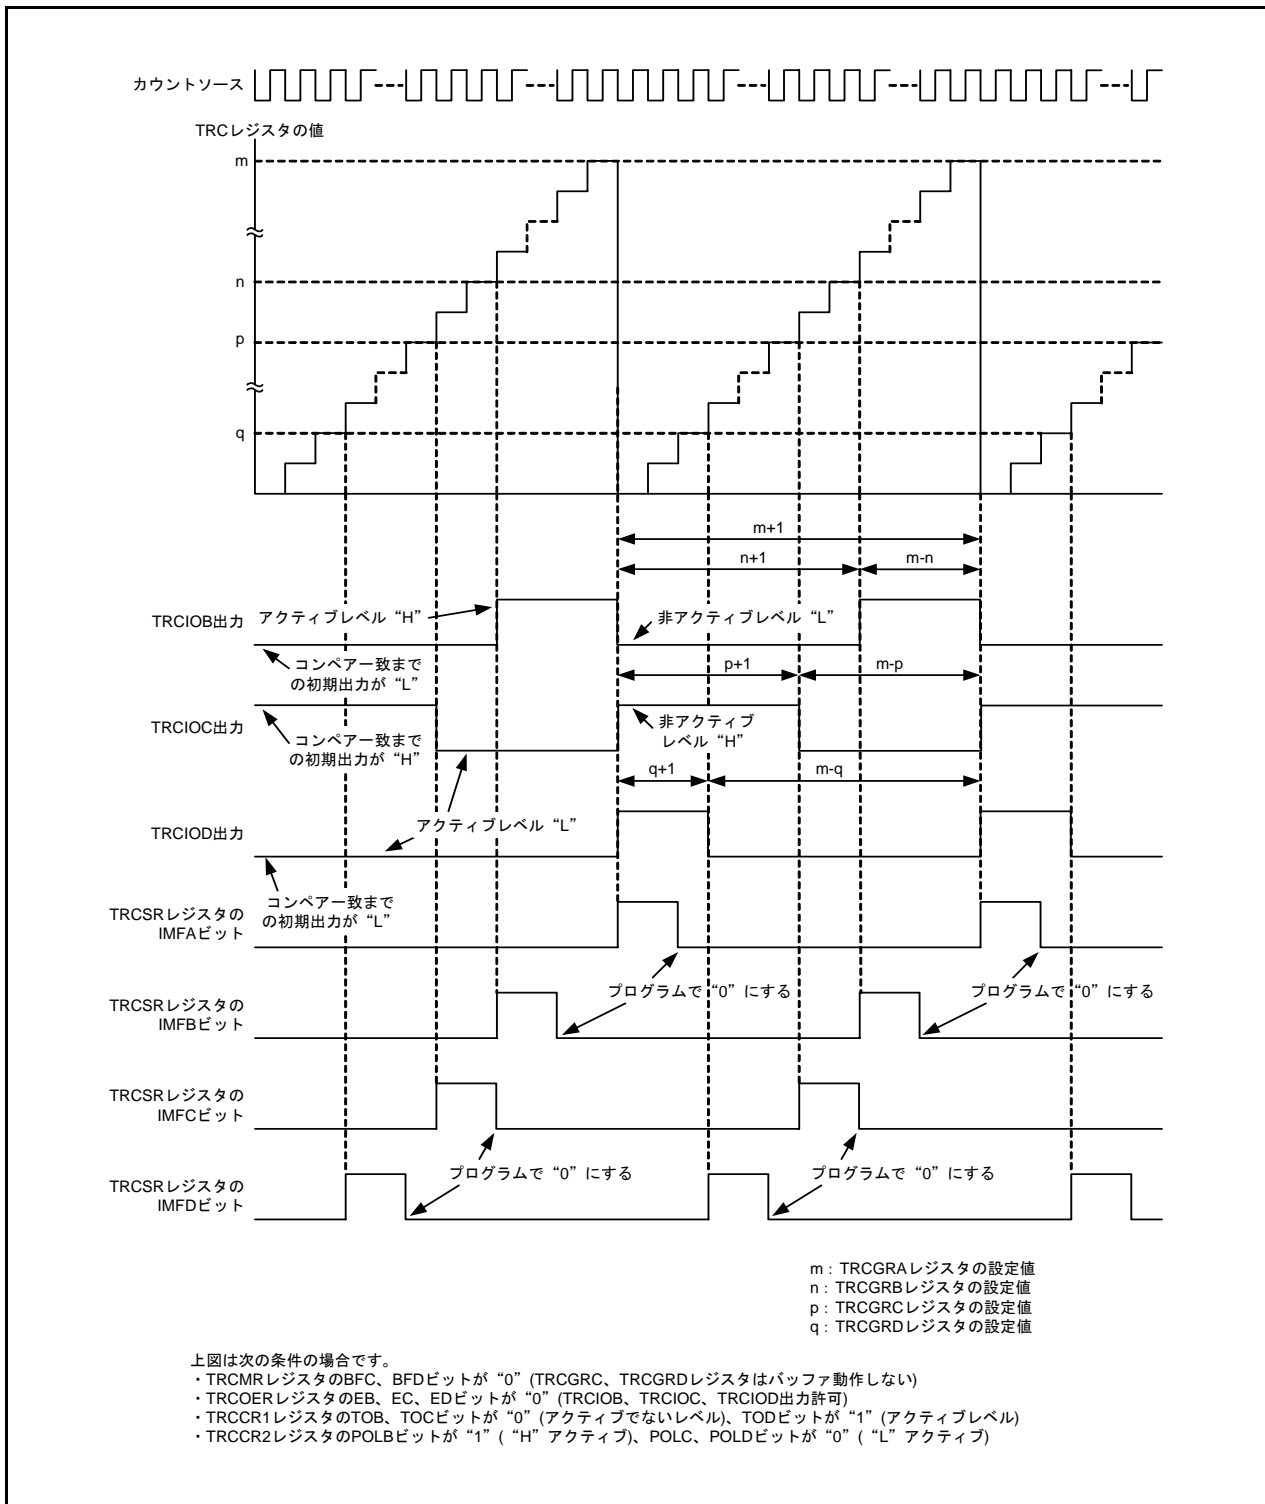 カウントソース
TRCレジスタの値
m
n
p
q
m+1
n+1
m-n
アクティブレベル“H”
非アクティブレベル“L”
TRCIOB出力
コンペアー致まで
の初期出力が“L”
p+1
m-p
TRCIOC出力
コンペアー致まで
の初期出力が“H”
非アクティブ
レベル“H”
q+1
m-q
アクティブレベル“L”
TRCIOD出力
コンペアー致まで
の初期出力が“L”
TRCSRレジスタの
IMFAビット
プログラムで“0”にする
プログラムで“0”にする
TRCSRレジスタの
IMFBビット
TRCSRレジスタの
IMFCビット
プログラムで“0”にする
プログラムで“0”にする
TRCSRレジスタの
IMFDビット
m：TRCGRAレジスタの設定値
n：TRCGRBレジスタの設定値
p：TRCGRCレジスタの設定値
q：TRCGRDレジスタの設定値
上図は次の条件の場合です。
・TRCMRレジスタのBFC、BFDビットが“0”(TRCGRC、TRCGRDレジスタはバッファ動作しない)
・TRCOERレジスタのEB、EC、EDビットが“0”(TRCIOB、TRCIOC、TRCIOD出力許可)
・TRCCR1レジスタのTOB、TOCビットが“0”(アクティブでないレベル)、TODビットが“1”(アクティブレベル)
・TRCCR2レジスタのPOLBビットが“1”(“H”アクティブ)、POLC、POLDビットが“0”(“L”アクティブ)